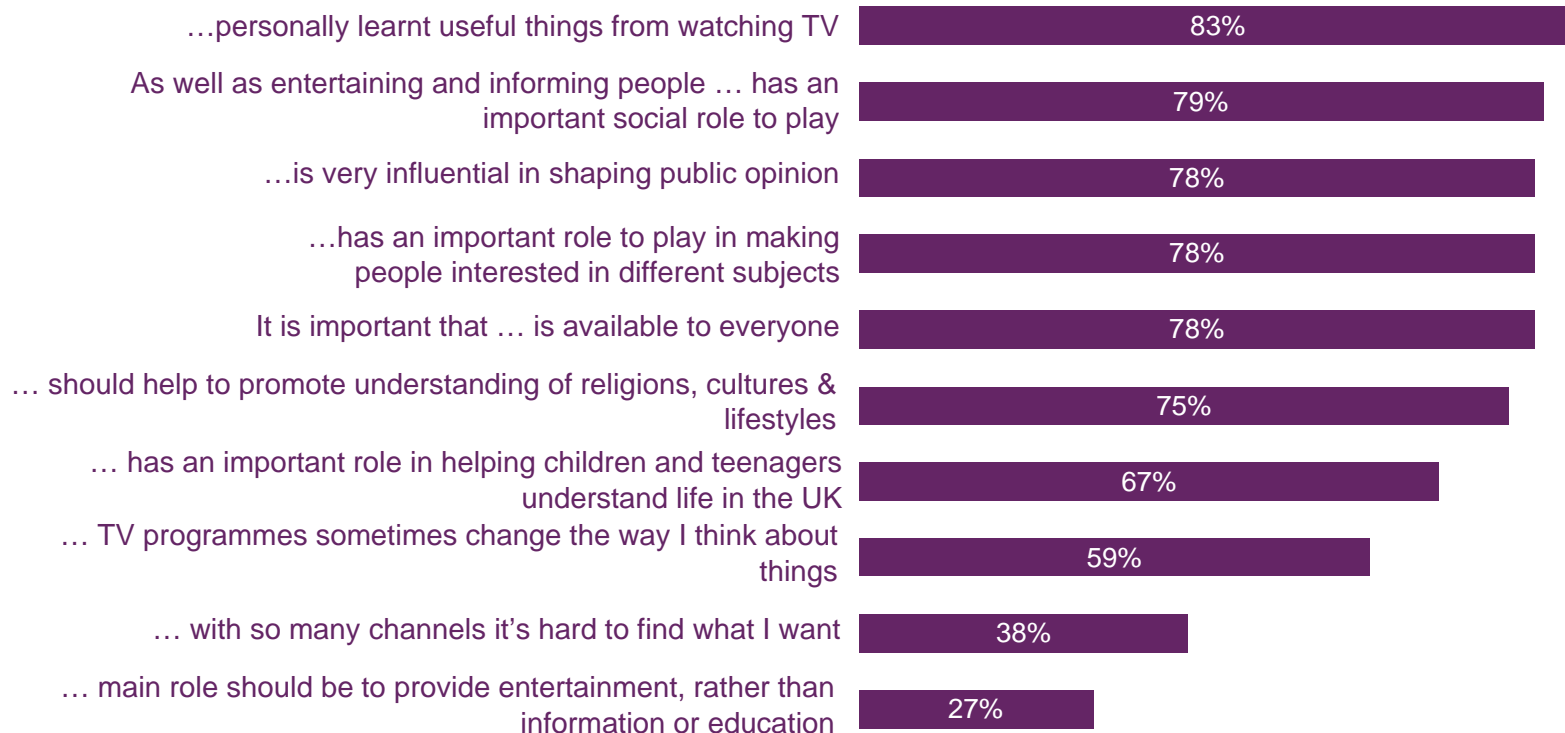 …personally learnt useful things from watching TV
83%
As well as entertaining and informing people … has an
important social role to play
79%
…is very influential in shaping public opinion
78%
…has an important role to play in making
people interested in different subjects
78%
It is important that … is available to everyone
78%
… should help to promote understanding of religions, cultures &
lifestyles
75%
… has an important role in helping children and teenagers
understand life in the UK
67%
… TV programmes sometimes change the way I think about
things
59%
… with so many channels it's hard to find what I want
38%
… main role should be to provide entertainment, rather than
information or education
27%